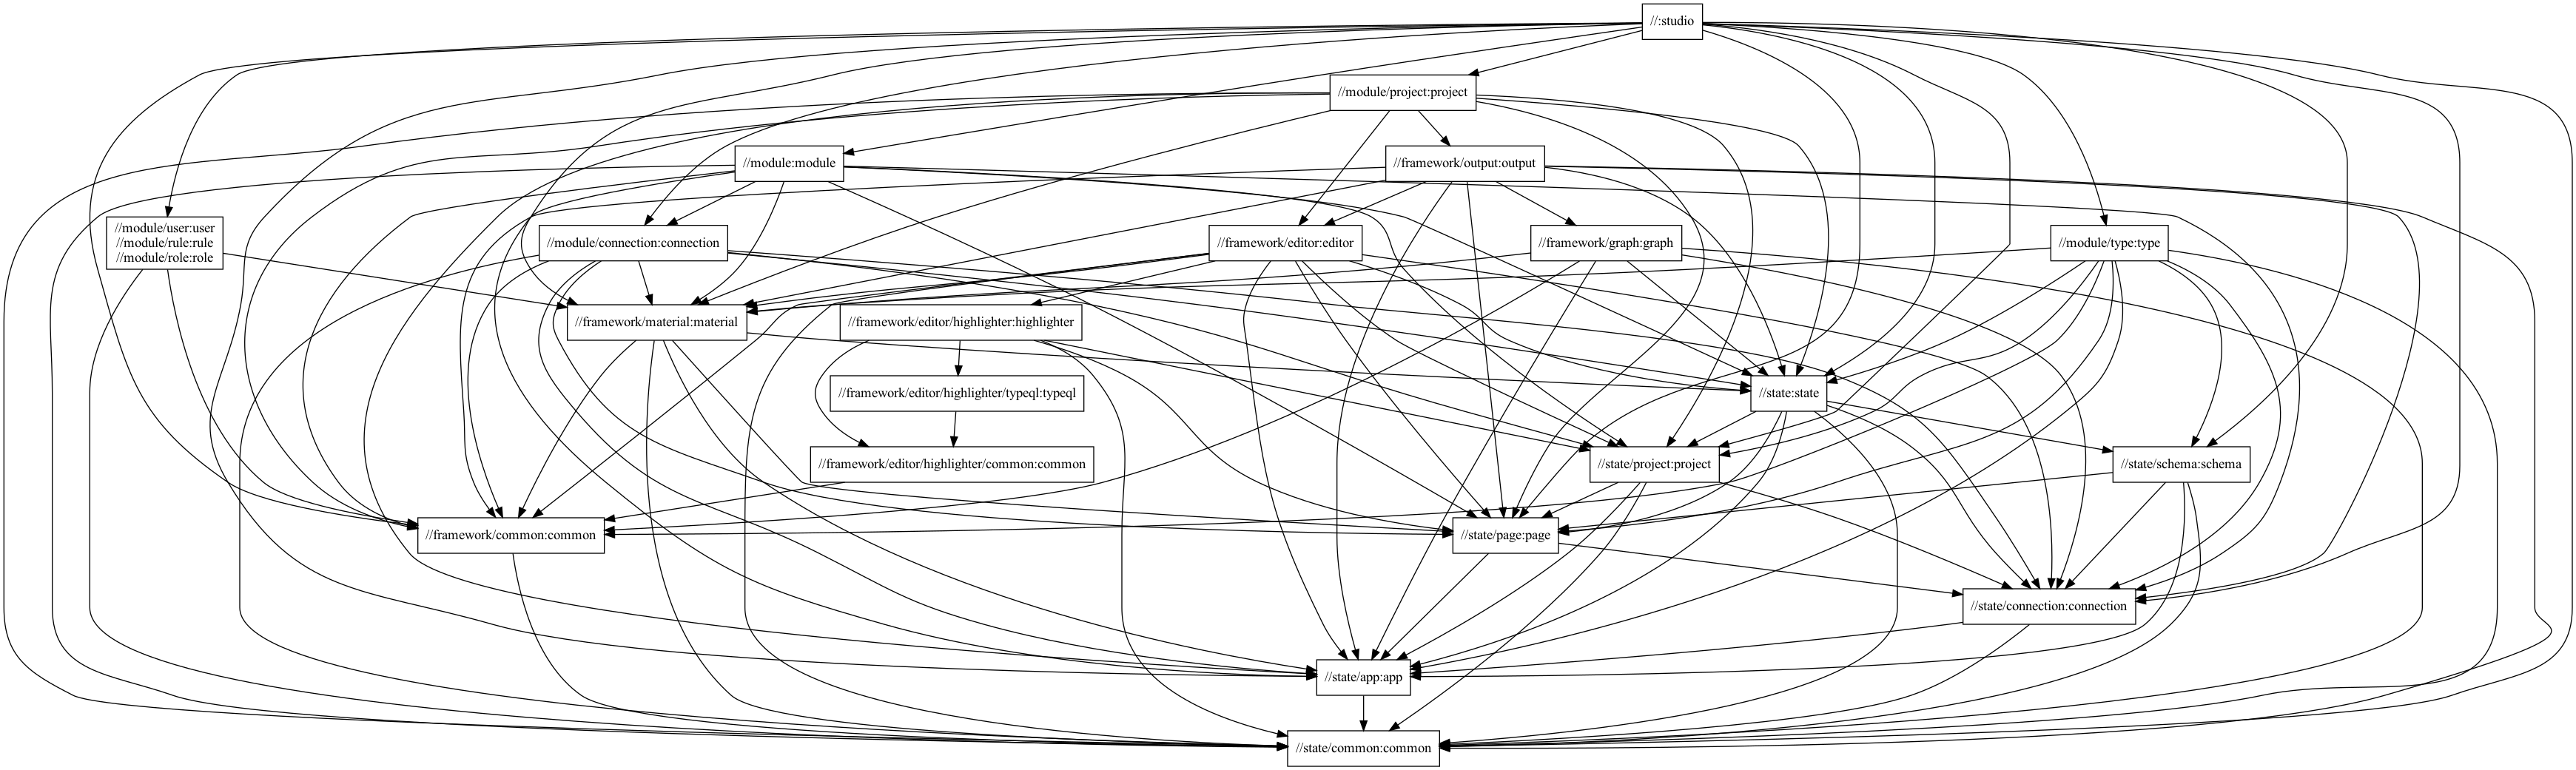 //:studio
//module/project:project
//module:module
//framework/output:output
//module/user:user
//module/rule:rule
//module/role:role
//module/connection:connection
//framework/editor:editor
//framework/graph:graph
//module/type:type
//framework/material:material
//framework/editor/highlighter:highlighter
//framework/editor/highlighter/typeql:typeql
//state:state
//framework/editor/highlighter/common:common
//state/project:project
//state/schema:schema
//framework/common:common
//state/page:page
//state/connection:connection
//state/app:app
//state/common:common